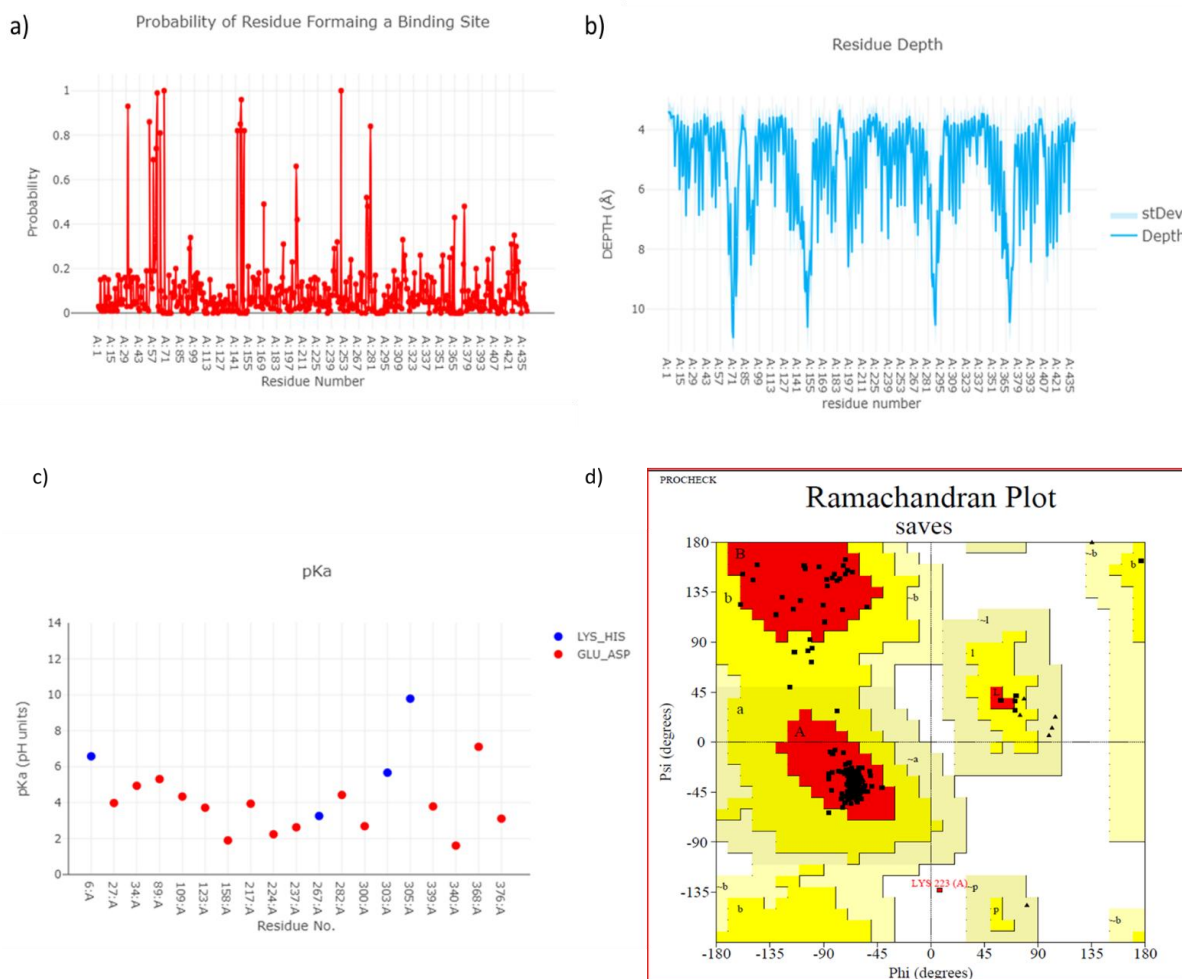 a)
Probability of Residue Formaing a Binding Site
Probability
1
0.8
0.6
0.4
0.2
0
A: 1
A: 15
A: 29
A: 43
A: 57
A: 71
A: 85
A: 99
A: 113
A: 127
A: 141
A: 155
A: 169
A: 183
A: 197
A: 211
A: 225
A: 239
A: 253
A: 267
A: 281
A: 295
A: 309
A: 323
A: 337
A: 351
A: 365
A: 379
A: 393
A: 407
A: 421
A: 435
Residue Number
b)
Residue Depth
DEPTH (Å)
4
6
8
10
A: 1
A: 15
A: 29
A: 43
A: 57
A: 71
A: 85
A: 99
A: 113
A: 127
A: 141
A: 155
A: 169
A: 183
A: 197
A: 211
A: 225
A: 239
A: 253
A: 267
A: 281
A: 295
A: 309
A: 323
A: 337
A: 351
A: 365
A: 379
A: 393
A: 407
A: 421
A: 435
residue number
stDev
Depth
c)
pKa
pKa (pH units)
14
12
10
8
6
4
2
0
6:A
27:A
34:A
89:A
109:A
123:A
158:A
217:A
224:A
237:A
267:A
282:A
300:A
303:A
305:A
339:A
340:A
368:A
376:A
Residue No.
LYS_HIS
GLU_ASP
d)
PROCHECK
Ramachandran Plot
saves
Psi (degrees)
180
135
90
45
0
-45
-90
-135
B
b
~b
~b
b
~l
l
L
a
A
~a
LYS 223 (A)
~b
b
~p
p
~b
-180
-135
-90
-45
0
45
90
135
180
Phi (degrees)